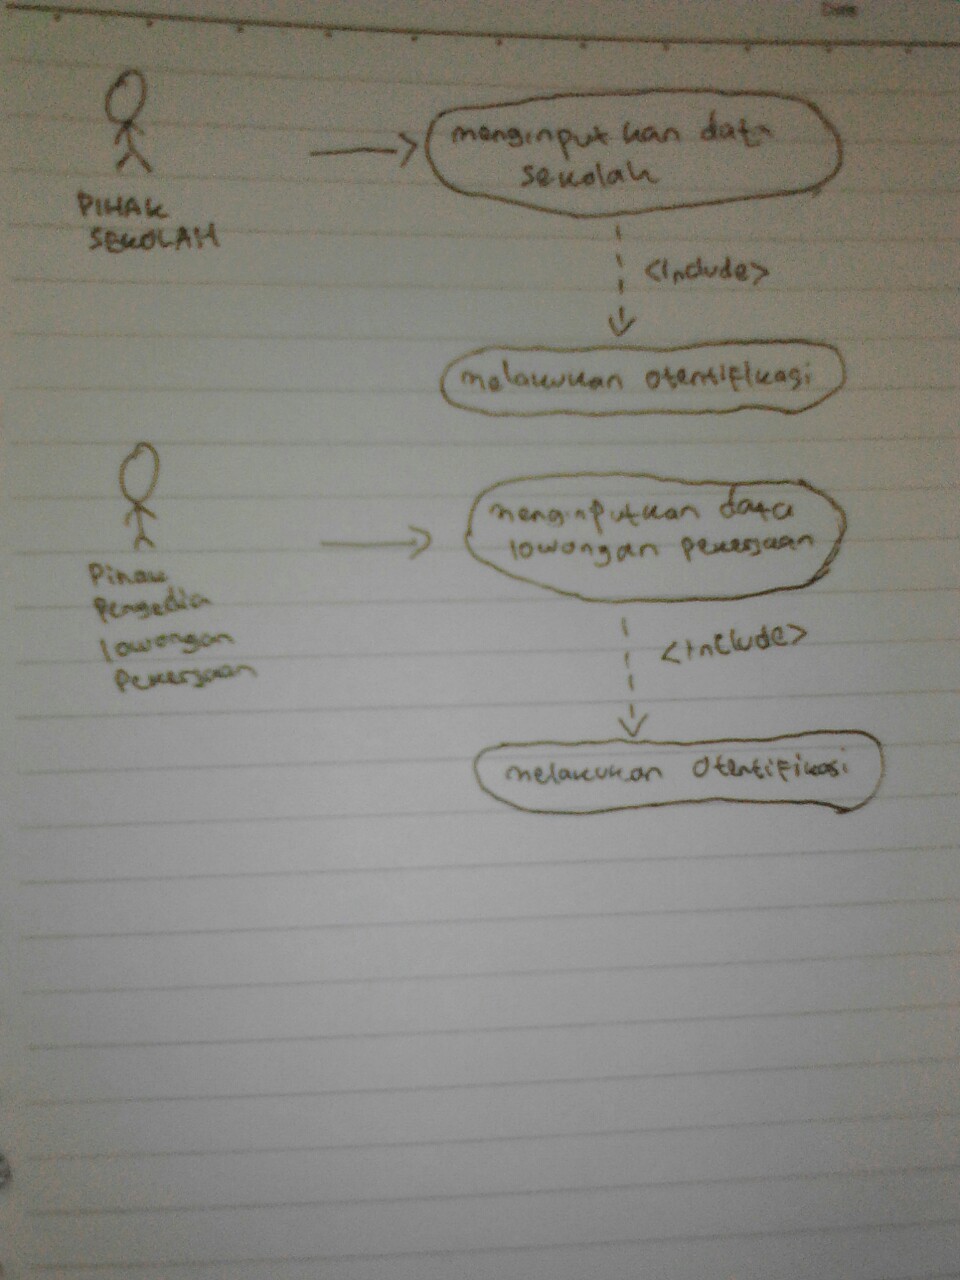 Date
PIHAK
SEKOLAH
menginputkan data
sekolah
<Include>
melakukan otentifikasi
Pihak
Pengedia
lowongan
Pekerjaan
menginputkan data
lowongan pekerjaan
<Include>
melakukan otentifikasi